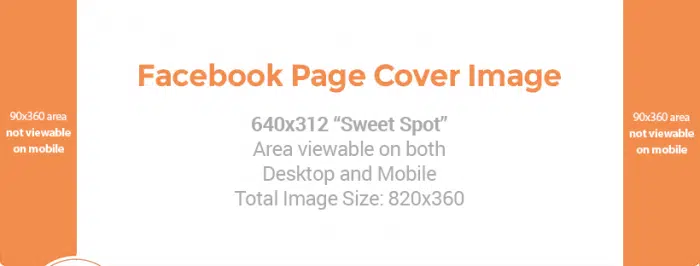 Facebook Page Cover Image
90x360 area
not viewable
on mobile
640x312 “Sweet Spot”
Area viewable on both
Desktop and Mobile
Total Image Size: 820x360
90x360 area
not viewable
on mobile